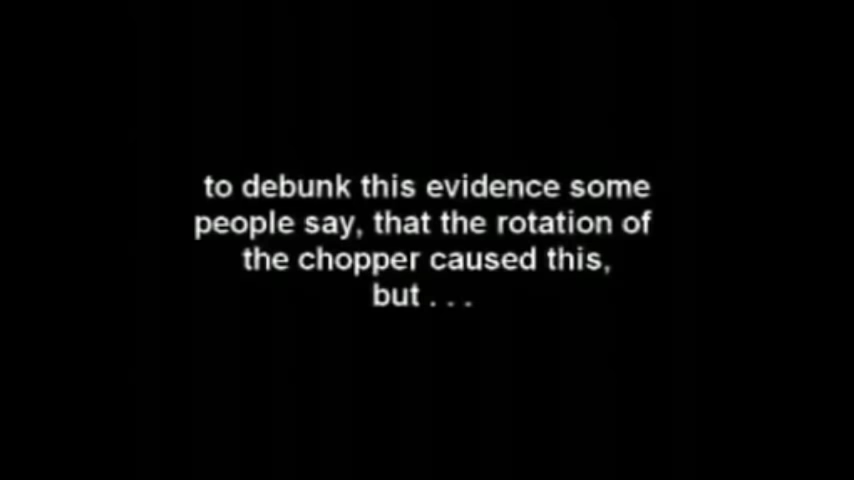 to debunk this evidence some
people say, that the rotation of
the chopper caused this,
but . . .